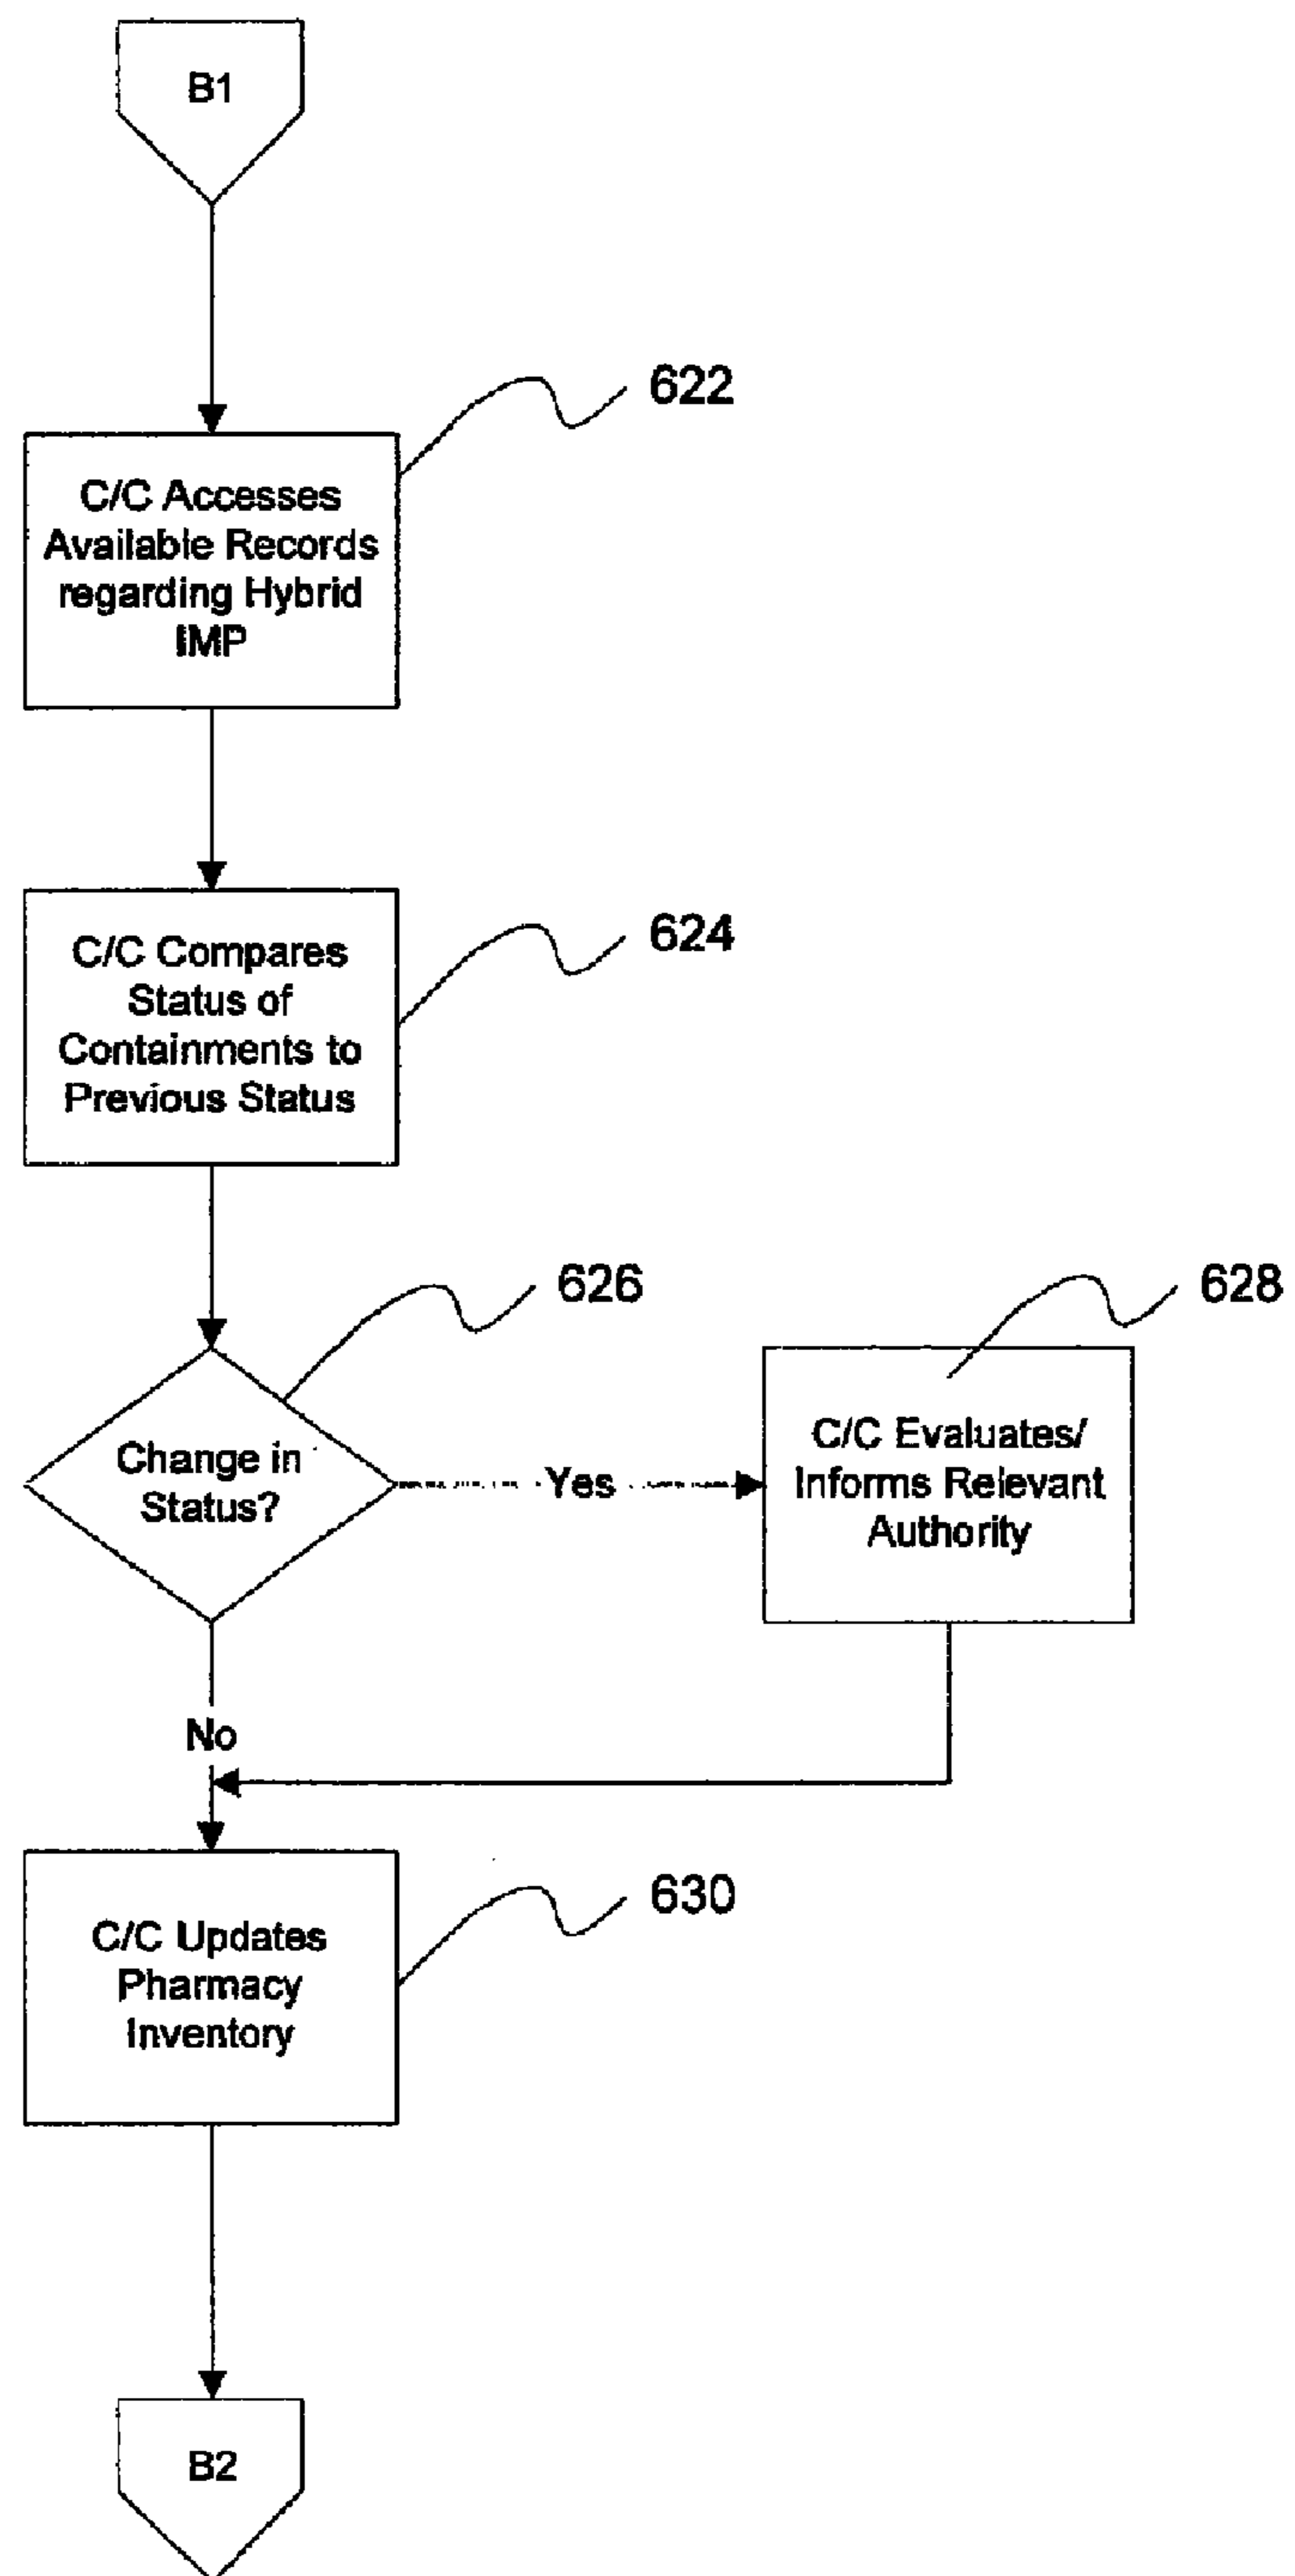 B1
622
C/C Accesses
Available Records
regarding Hybrid
IMP
624
C/C Compares
Status of
Containments to
Previous Status
626
628
Change in
Status?
Yes
C/C Evaluates/
Informs Relevant
Authority
No
630
C/C Updates
Pharmacy
Inventory
B2